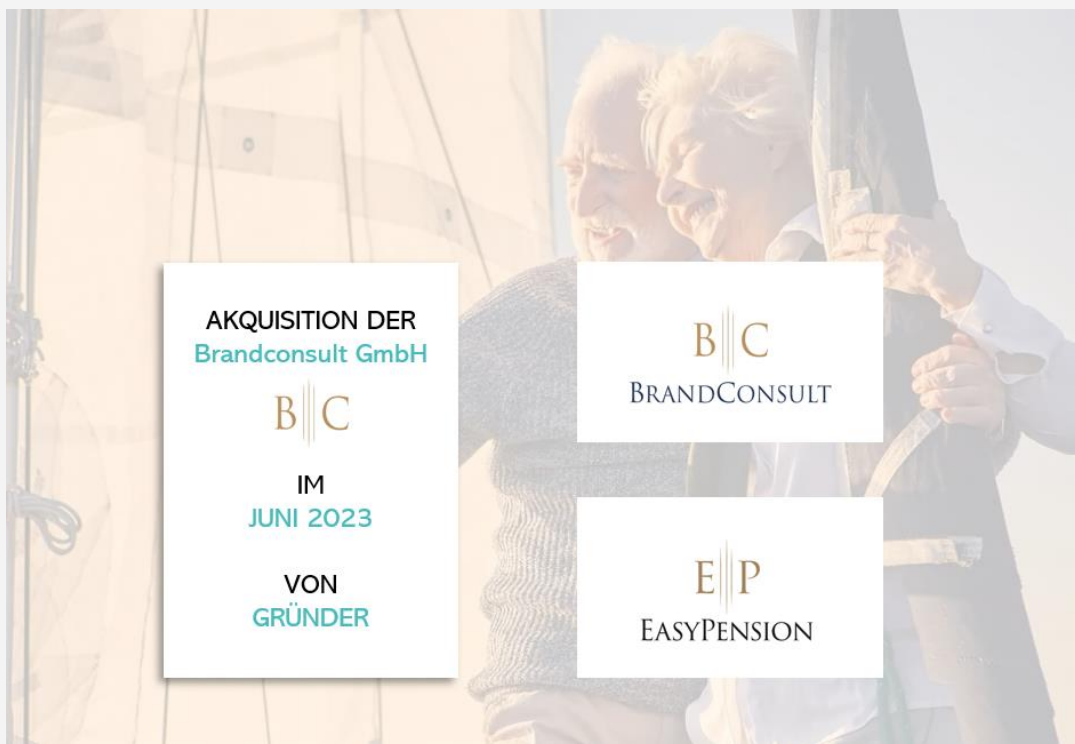 AKQUISITION DER
Brandconsult GmbH
B C
IM
JUNI 2023
VON
GRÜNDER
B C
BRANDCONSULT
E P
EASYPENSION